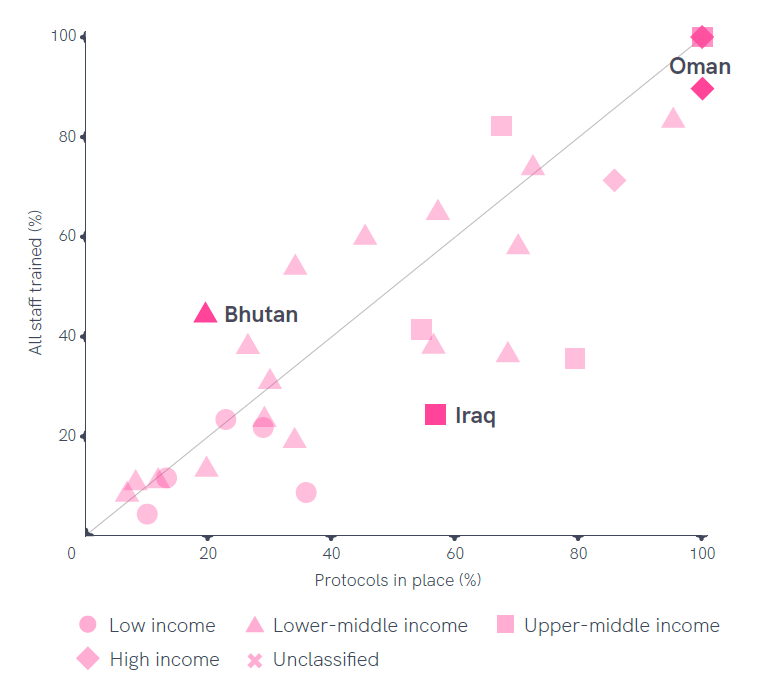 100
Oman
80
60
All staff trained (%)
Bhutan
40
Iraq
20
0 20 40 60 80 100
Protocols in place (%)
Low income Lower-middle income Upper-middle income
High income Unclassified